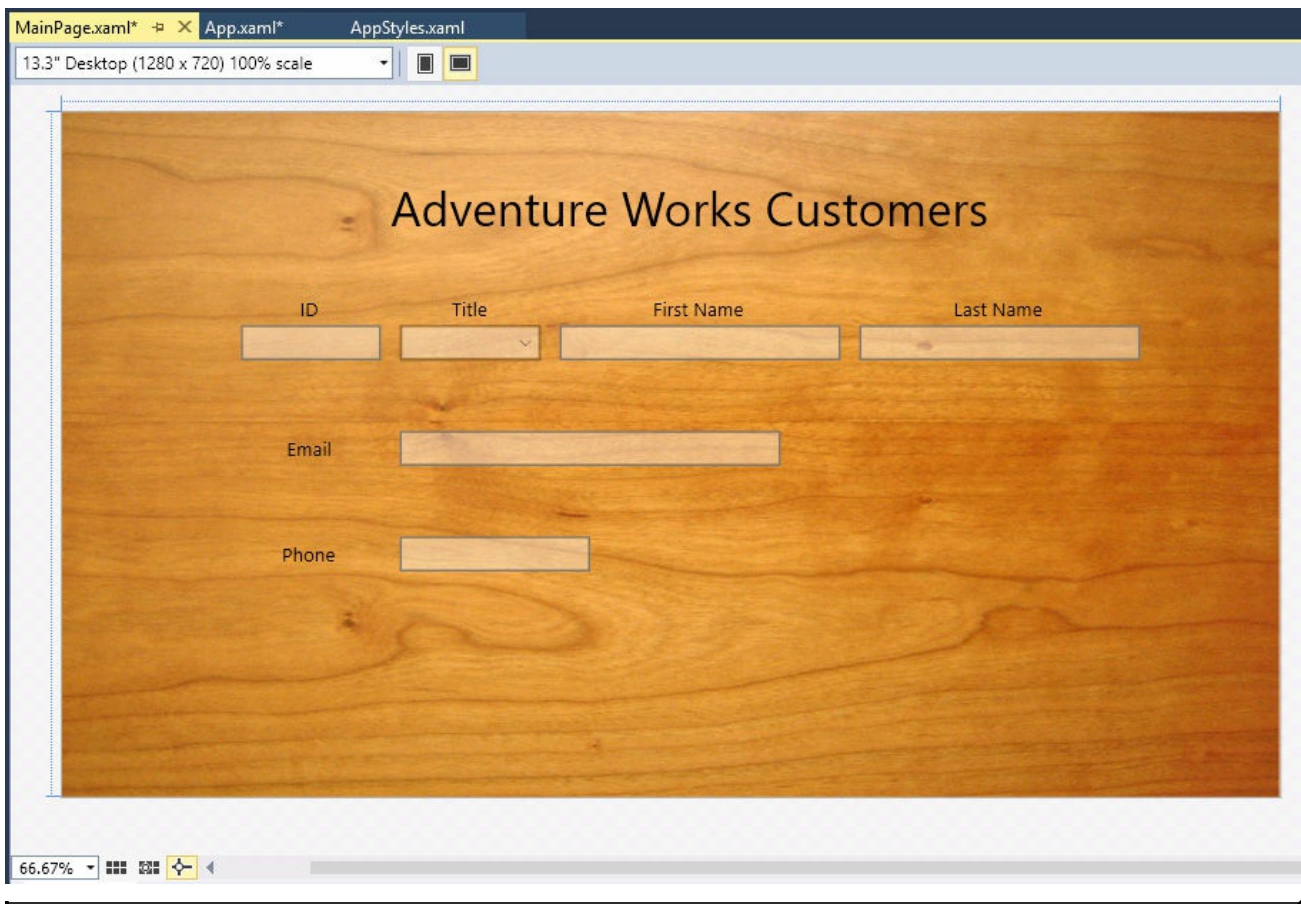 MainPage.xaml* App.xaml* AppStyles.xaml
13.3" Desktop (1280 x 720) 100% scale
Adventure Works Customers
ID Title First Name Last Name
Email
Phone
66.67%